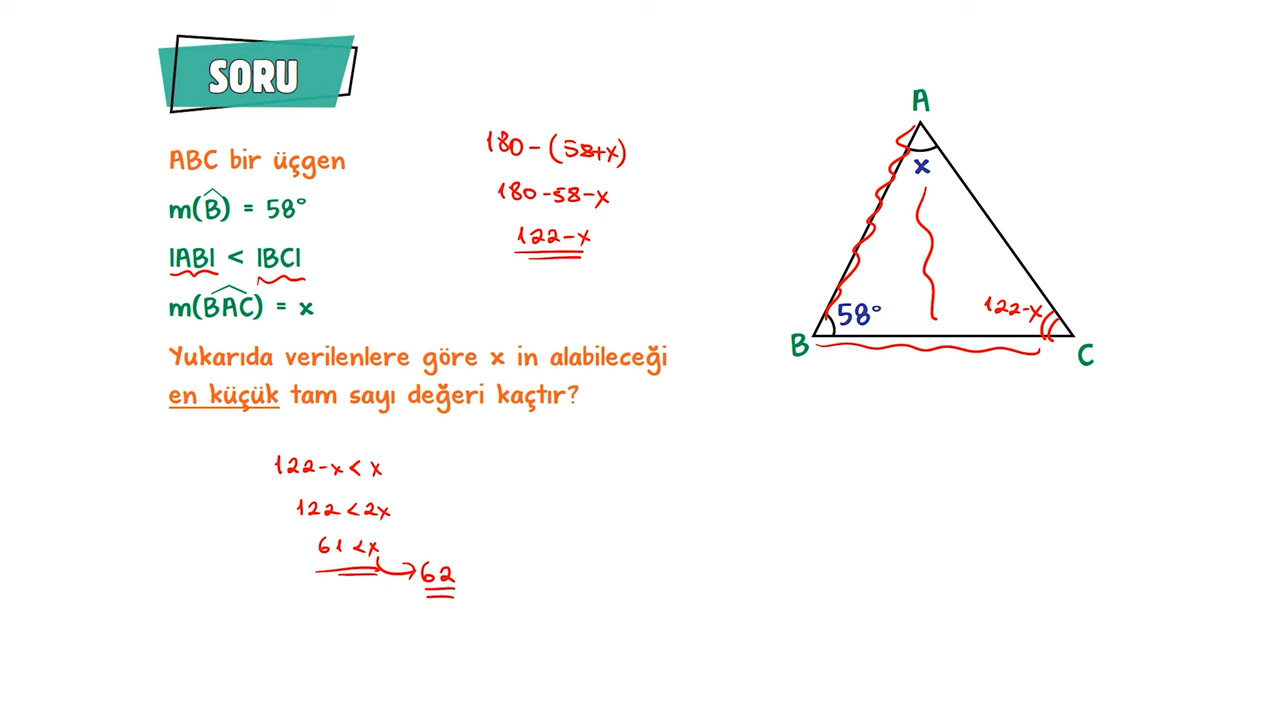 SORU
ABC bir üçgen
m(B̂) = 58°
|AB| < |BC|
m(BÂC) = x
Yukarıda verilenlere göre x in alabileceği
en küçük tam sayı değeri kaçtır?
180-(58+x)
180-58-x
122-x
122-x<x
122<2x
61<x
62
A
x
58°
122-x
B
C